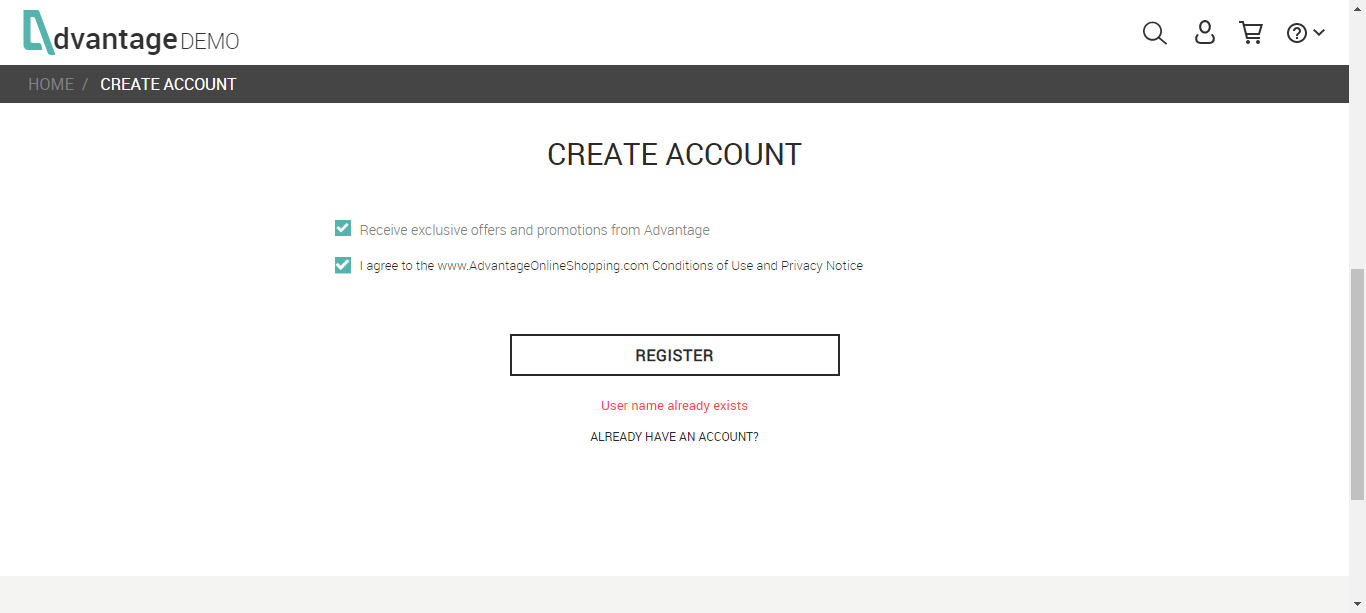 dvantage DEMO
HOME / CREATE ACCOUNT
CREATE ACCOUNT
Receive exclusive offers and promotions from Advantage
I agree to the www.AdvantageOnlineShopping.com Conditions of Use and Privacy Notice
REGISTER
User name already exists
ALREADY HAVE AN ACCOUNT?